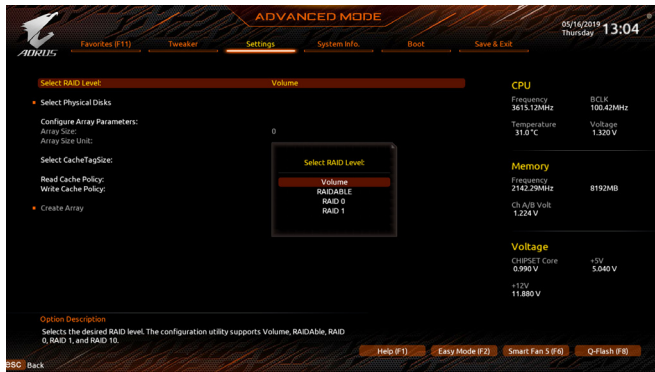 ADVANCED MODE
05/16/2019 Thursday 13:04
AORUS
Favorites (F11) Tweaker Settings System Info. Boot Save & Exit
Select RAID Level: Volume
Select Physical Disks
Configure Array Parameters:
Array Size: 0
Array Size Unit:
Select CacheTagSize:
Read Cache Policy:
Write Cache Policy:
Create Array
Select RAID Level:
Volume
RAIDABLE
RAID 0
RAID 1
CPU
Frequency BCLK
3615.12MHz 100.42MHz
Temperature Voltage
31.0 °C 1.320 V
Memory
Frequency
2142.29MHz 8192MB
Ch A/B Volt
1.224 V
Voltage
CHIPSET Core +5V
0.990 V 5.040 V
+12V
11.880 V
Option Description
Selects the desired RAID level. The configuration utility supports Volume, RAIDAble, RAID
0, RAID 1, and RAID 10.
Help (F1) Easy Mode (F2) Smart Fan 5 (F6) Q-Flash (F8)
esc Back